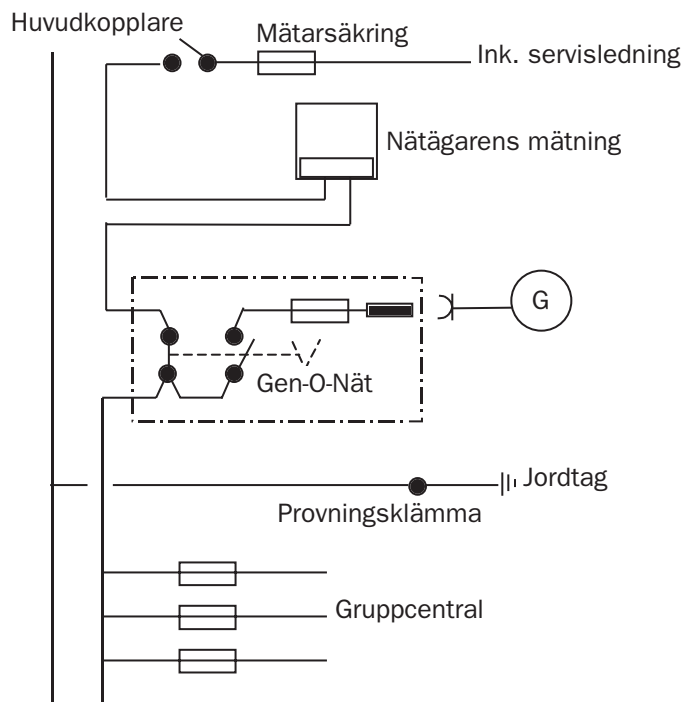 Huvudkopplare
Mätarsäkring
Ink. servisledning
Nätägarens mätning
G
Gen-O-Nät
Jordtag
Provningsklämma
Gruppcentral